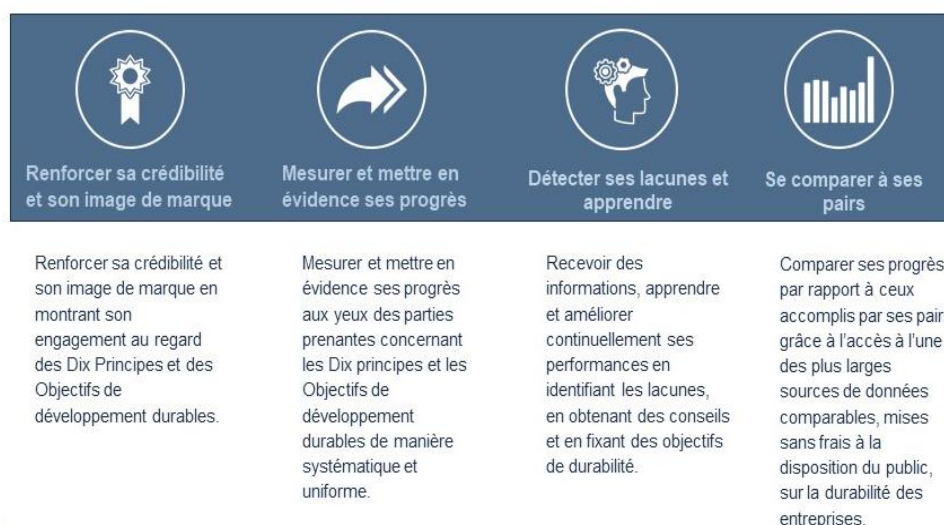 Renforcer sa crédibilité
et son image de marque
Mesurer et mettre en
évidence ses progrès
Détecter ses lacunes et
apprendre
Se comparer à ses
pairs
Renforcer sa crédibilité et
son image de marque en
montrant son
engagement au regard
des Dix Principes et des
Objectifs de
développement durables.
Mesurer et mettre en
évidence ses progrès
aux yeux des parties
prenantes concernant
les Dix principes et les
Objectifs de
développement
durables de manière
systématique et
uniforme.
Recevoir des
informations, apprendre
et améliorer
continuellement ses
performances en
identifiant les lacunes,
en obtenant des conseils
et en fixant des objectifs
de durabilité.
Comparer ses progrès
par rapport à ceux
accomplis par ses pair
grâce à l'accès à l'une
des plus larges
sources de données
comparables, mises
sans frais à la
disposition du public,
sur la durabilité des
entreprises.